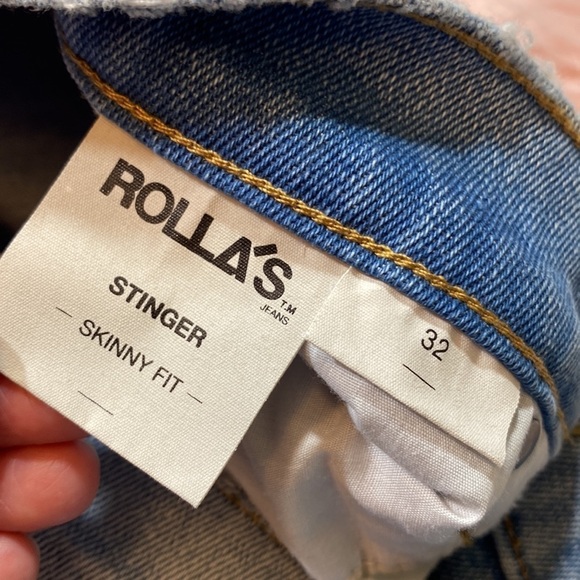 ROLLA'S
T.M
JEANS
STINGER
— SKINNY FIT —
32